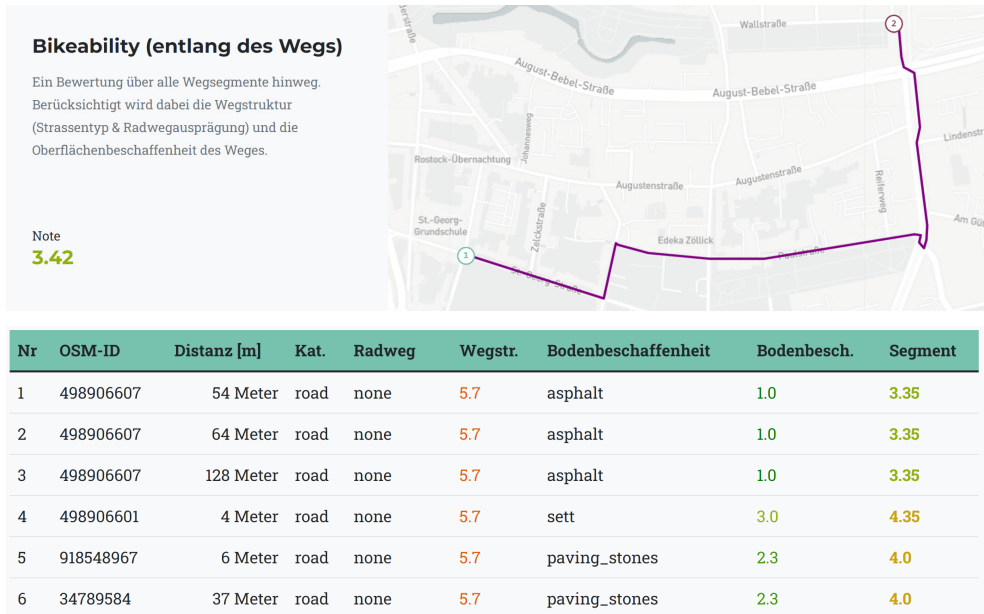 Bikeability (entlang des Wegs)
Ein Bewertung über alle Wegsegmente hinweg.
Berücksichtigt wird dabei die Wegstruktur
(Strassentyp & Radwegausprägung) und die
Oberflächenbeschaffenheit des Weges.
Note
3.42
2
Wallstraße
August-Bebel-Straße
August-Bebel-Straße
Johannesweg
Lindenstr
Rostock-Übernachtung
Augustenstraße
Augustenstraße
Reiferweg
St.-Georg-
Grundschule
Zelckstraße
Edeka Zöllick
Am Gü
1
St.-Georg-Straße
Paulstraße
Nr OSM-ID Distanz [m] Kat. Radweg Wegstr. Bodenbeschaffenheit Bodenbesch. Segment
1 498906607 54 Meter road none 5.7 asphalt 1.0 3.35
2 498906607 64 Meter road none 5.7 asphalt 1.0 3.35
3 498906607 128 Meter road none 5.7 asphalt 1.0 3.35
4 498906601 4 Meter road none 5.7 sett 3.0 4.35
5 918548967 6 Meter road none 5.7 paving_stones 2.3 4.0
6 34789584 37 Meter road none 5.7 paving_stones 2.3 4.0